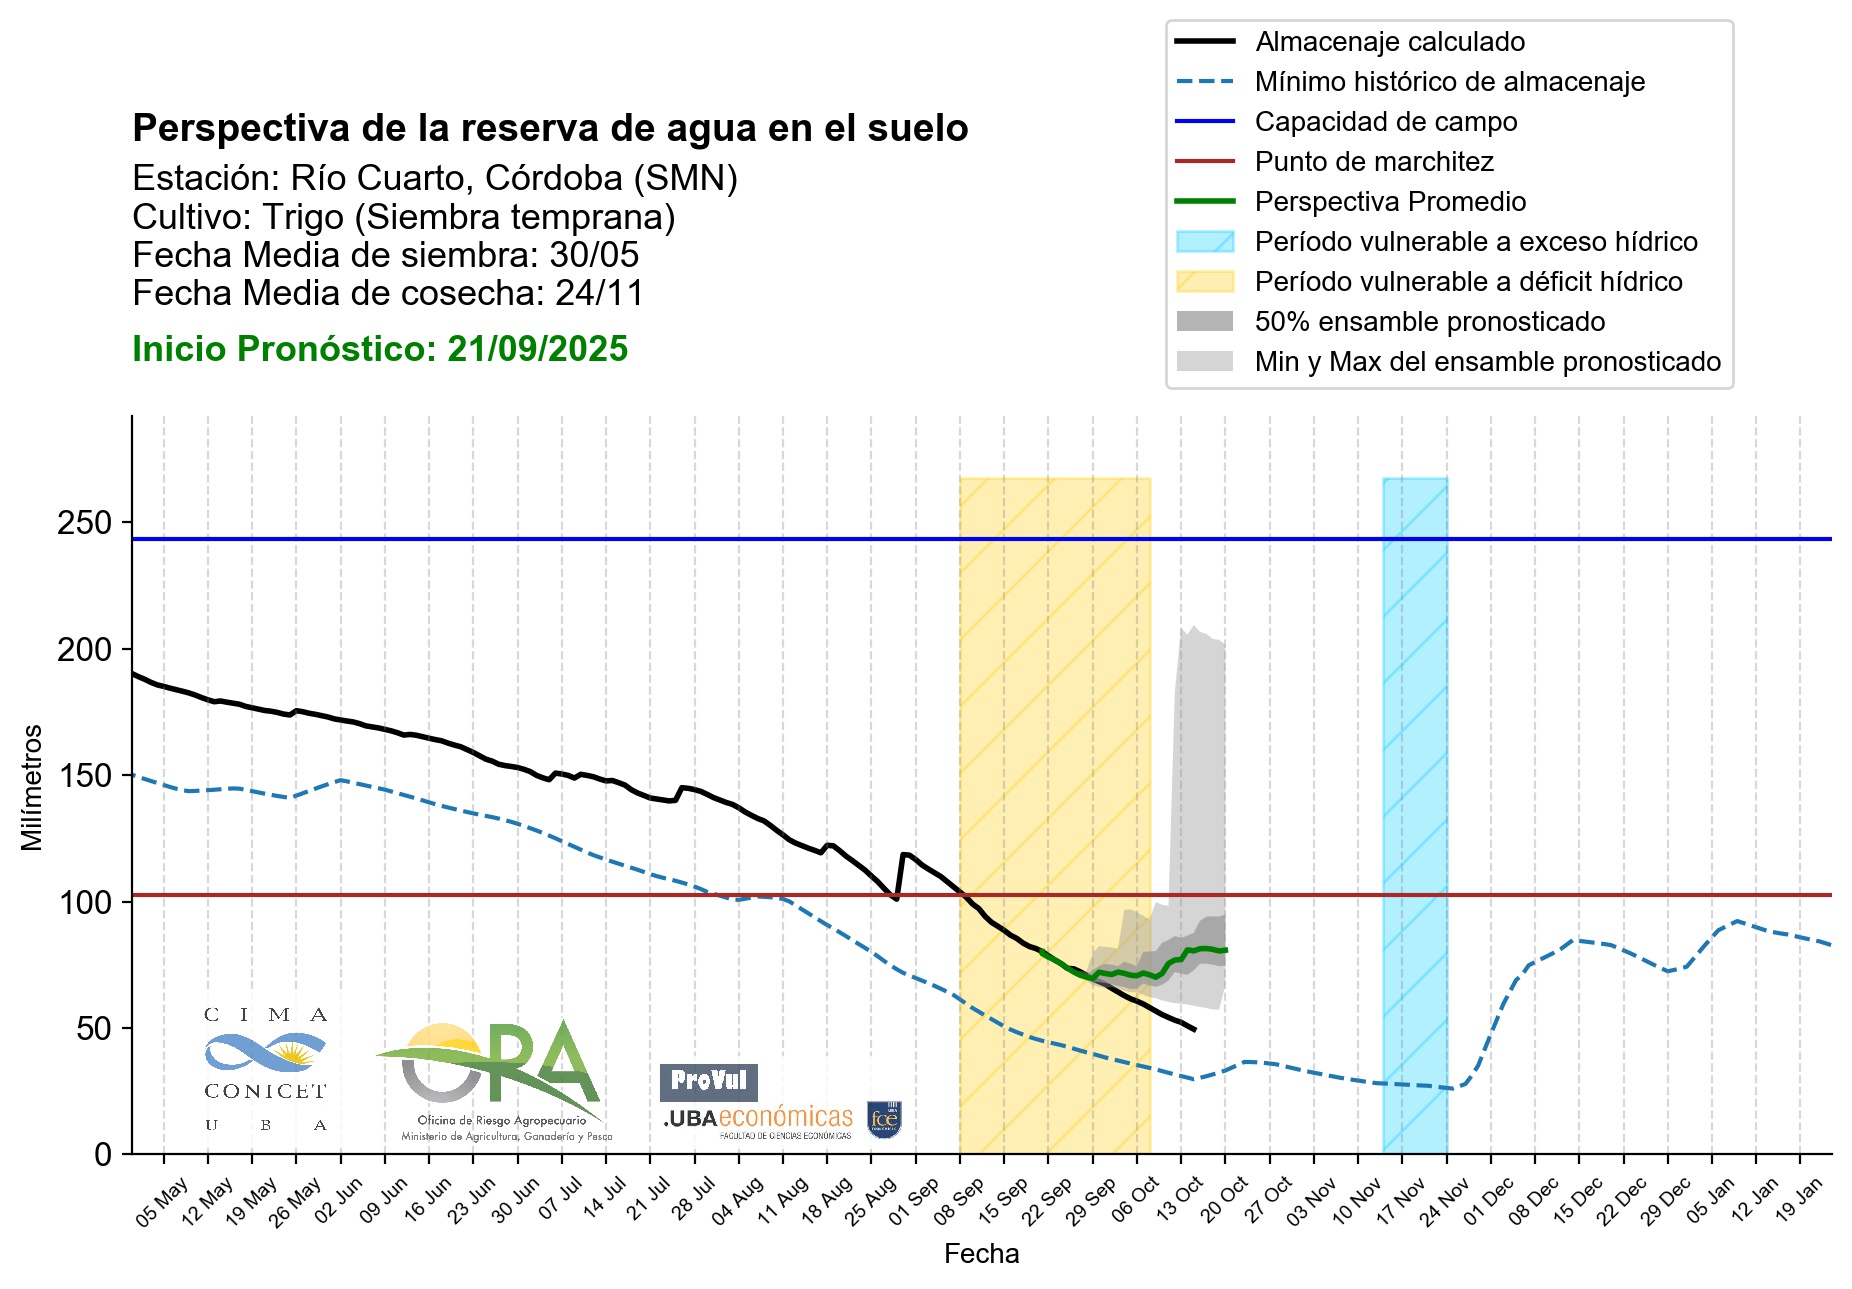 Almacenaje calculado
Mínimo histórico de almacenaje
Capacidad de campo
Punto de marchitez
Perspectiva Promedio
Período vulnerable a exceso hídrico
Período vulnerable a déficit hídrico
50% ensamble pronosticado
Min y Max del ensamble pronosticado
Perspectiva de la reserva de agua en el suelo
Estación: Río Cuarto, Córdoba (SMN)
Cultivo: Trigo (Siembra temprana)
Fecha Media de siembra: 30/05
Fecha Media de cosecha: 24/11
Inicio Pronóstico: 21/09/2025
Milímetros
250
200
150
100
50
0
CIMA
CONICET
UBA
ORA
Oficina de Riesgo Agropecuario
Ministerio de Agricultura, Ganadería y Pesca
ProVul
.UBAeconómicas
FACULTAD DE CIENCIAS ECONÓMICAS
UBA
fce
ECONÓMICAS
05 May
12 May
19 May
26 May
02 Jun
09 Jun
16 Jun
23 Jun
30 Jun
07 Jul
14 Jul
21 Jul
28 Jul
04 Aug
11 Aug
18 Aug
25 Aug
01 Sep
08 Sep
15 Sep
22 Sep
29 Sep
06 Oct
13 Oct
20 Oct
27 Oct
03 Nov
10 Nov
17 Nov
24 Nov
01 Dec
08 Dec
15 Dec
22 Dec
29 Dec
05 Jan
12 Jan
19 Jan
Fecha